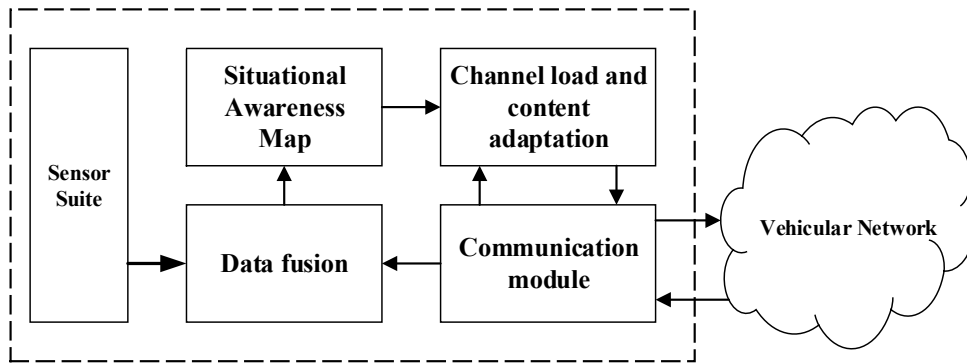 Sensor
Suite
Situational
Awareness
Map
Channel load and
content
adaptation
Data fusion
Communication
module
Vehicular Network